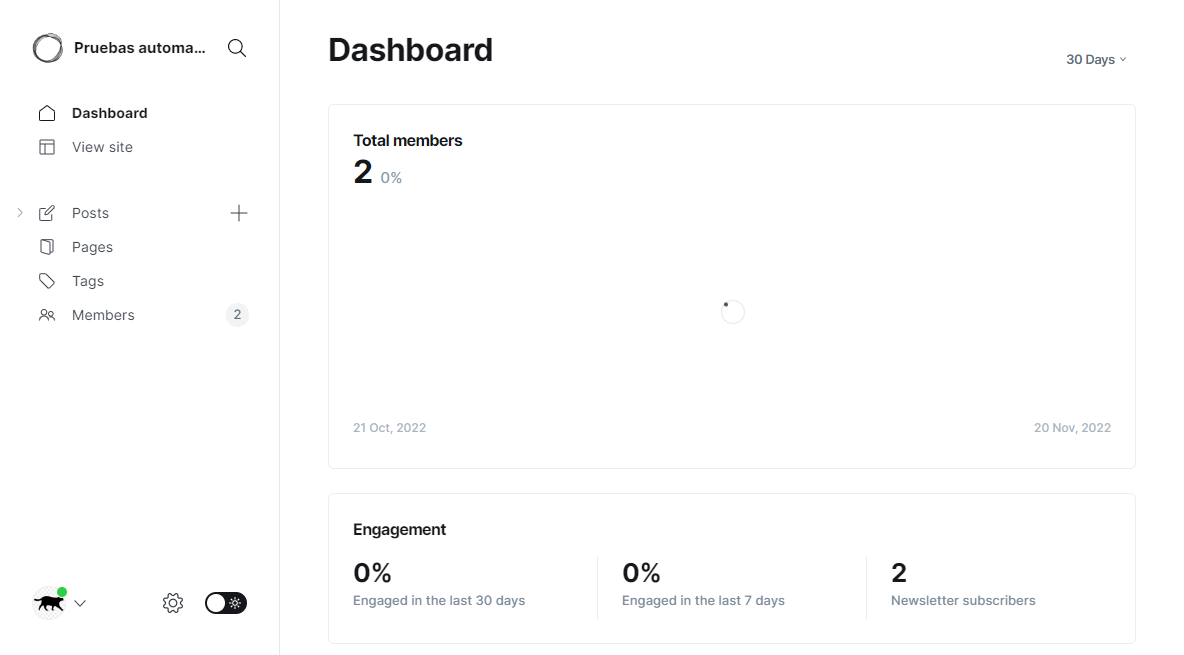 Pruebas automa...
Dashboard
View site
Posts
Pages
Tags
Members
2
Dashboard
30 Days
Total members
2 0%
21 Oct, 2022
20 Nov, 2022
Engagement
0%
Engaged in the last 30 days
0%
Engaged in the last 7 days
2
Newsletter subscribers